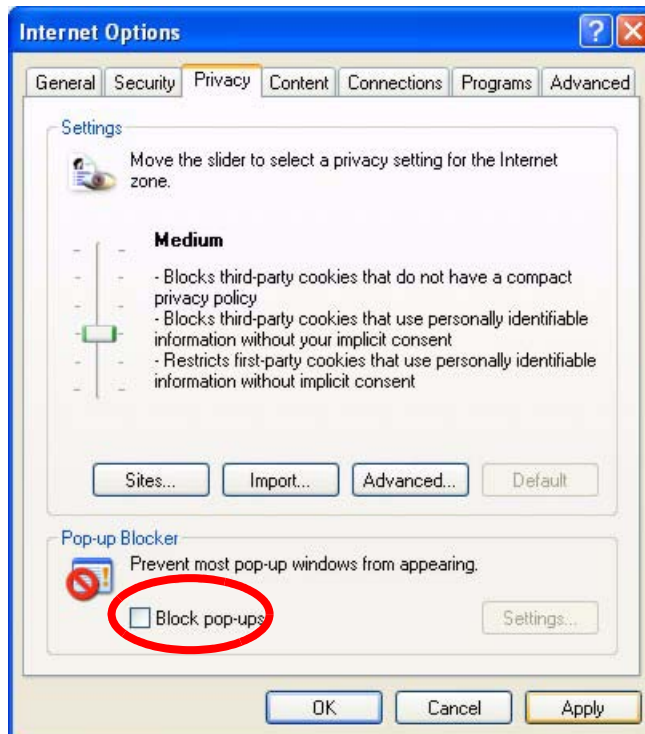 Internet Options
General Security Privacy Content Connections Programs Advanced
Settings
Move the slider to select a privacy setting for the Internet
zone.
Medium
- Blocks third-party cookies that do not have a compact
privacy policy
- Blocks third-party cookies that use personally identifiable
information without your implicit consent
- Restricts first-party cookies that use personally identifiable
information without implicit consent
Sites... Import... Advanced... Default
Pop-up Blocker
Prevent most pop-up windows from appearing.
Block pop-ups Settings...
OK Cancel Apply